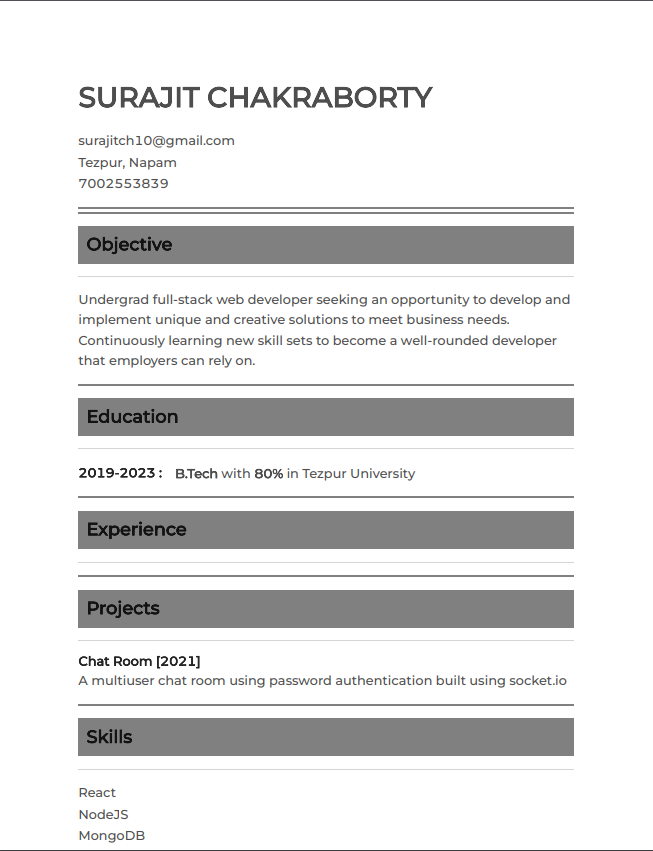 SURAJIT CHAKRABORTY
surajitch10@gmail.com
Tezpur, Napam
7002553839
Objective
Undergrad full-stack web developer seeking an opportunity to develop and
implement unique and creative solutions to meet business needs.
Continuously learning new skill sets to become a well-rounded developer
that employers can rely on.
Education
2019-2023 : B.Tech with 80% in Tezpur University
Experience
Projects
Chat Room [2021]
A multiuser chat room using password authentication built using socket.io
Skills
React
NodeJS
MongoDB